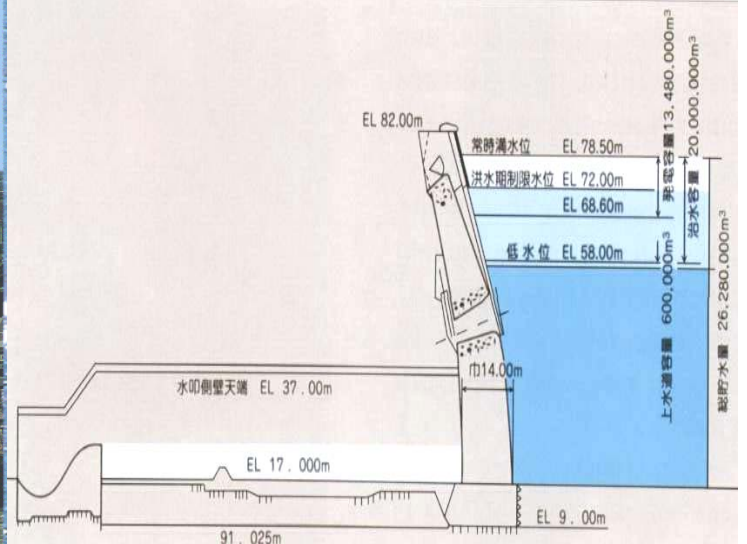 EL 82.00m
常時満水位 EL 78.50m
洪水期制限水位 EL 72.00m
EL 68.60m
低水位 EL 58.00m
発電容量13.480.000m³
治水容量 20.000.000m³
上水道容量 600.000m³
総貯水量 26.280.000m³
巾14.00m
水叩側壁天端 EL 37.00m
EL 17.000m
EL 9.00m
91.025m